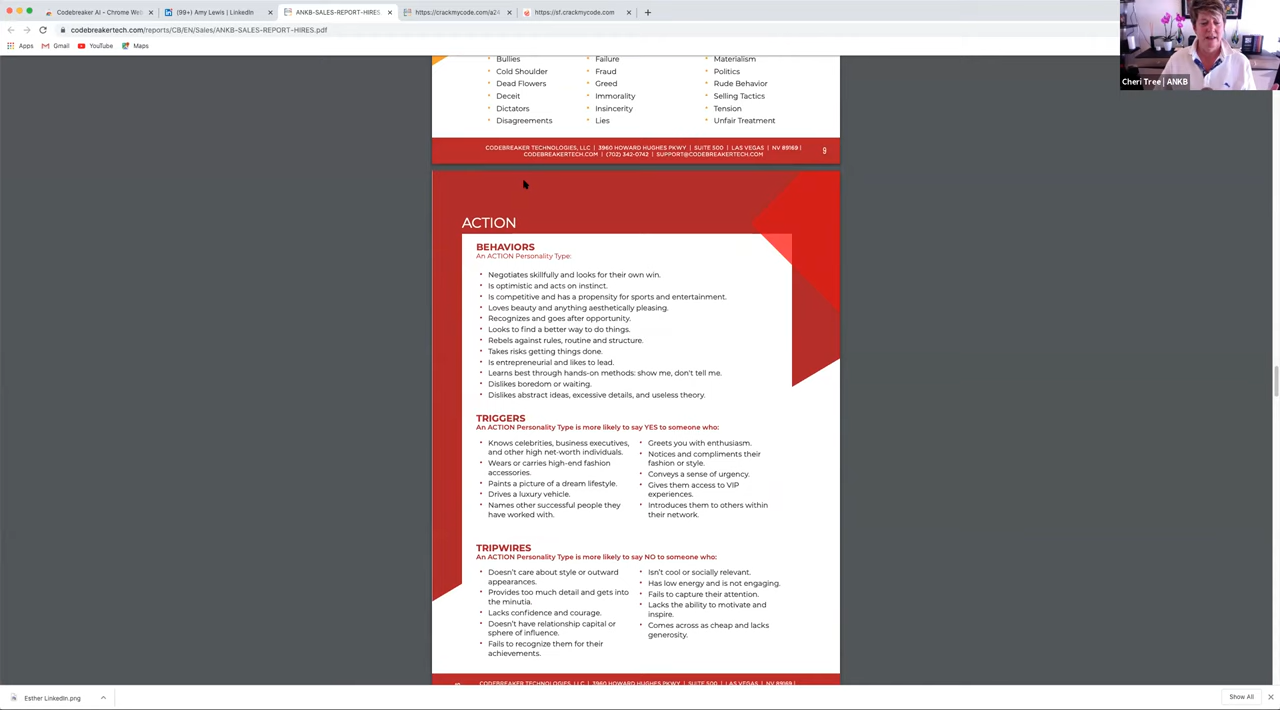 Codebreaker AI - Chrome Web
(99+) Amy Lewis | LinkedIn
ANKB-SALES-REPORT-HIRES.
https://crackmycode.com/a24
https://sf.crackmycode.com
codebreakertech.com/reports/CB/EN/Sales/ANKB-SALES-REPORT-HIRES.pdf
Apps
Gmail
YouTube
Maps
Cheri Tree | ANKB
• Bullies
• Cold Shoulder
• Dead Flowers
• Deceit
• Dictators
• Disagreements
• Failure
• Fraud
• Greed
• Immorality
• Insincerity
• Lies
• Materialism
• Politics
• Rude Behavior
• Selling Tactics
• Tension
• Unfair Treatment
CODEBREAKER TECHNOLOGIES, LLC | 3960 HOWARD HUGHES PKWY | SUITE 500 | LAS VEGAS | NV 89169 |
CODEBREAKERTECH.COM | (702) 342-0742 | SUPPORT@CODEBREAKERTECH.COM
9
ACTION
BEHAVIORS
An ACTION Personality Type:
• Negotiates skillfully and looks for their own win.
• Is optimistic and acts on instinct.
• Is competitive and has a propensity for sports and entertainment.
• Loves beauty and anything aesthetically pleasing.
• Recognizes and goes after opportunity.
• Looks to find a better way to do things.
• Rebels against rules, routine and structure.
• Takes risks getting things done.
• Is entrepreneurial and likes to lead.
• Learns best through hands-on methods: show me, don't tell me.
• Dislikes boredom or waiting.
• Dislikes abstract ideas, excessive details, and useless theory.
TRIGGERS
An ACTION Personality Type is more likely to say YES to someone who:
• Knows celebrities, business executives,
and other high net-worth individuals.
• Wears or carries high-end fashion
accessories.
• Paints a picture of a dream lifestyle.
• Drives a luxury vehicle.
• Names other successful people they
have worked with.
• Greets you with enthusiasm.
• Notices and compliments their
fashion or style.
• Conveys a sense of urgency.
• Gives them access to VIP
experiences.
• Introduces them to others within
their network.
TRIPWIRES
An ACTION Personality Type is more likely to say NO to someone who:
• Doesn't care about style or outward
appearances.
• Provides too much detail and gets into
the minutia.
• Lacks confidence and courage.
• Doesn't have relationship capital or
sphere of influence.
• Fails to recognize them for their
achievements.
• Isn't cool or socially relevant.
• Has low energy and is not engaging.
• Fails to capture their attention.
• Lacks the ability to motivate and
inspire.
• Comes across as cheap and lacks
generosity.
CODEBREAKER TECHNOLOGIES, LLC | 3960 HOWARD HUGHES PKWY | SUITE 500 | LAS VEGAS | NV 89169 |
Esther LinkedIn.png
Show All